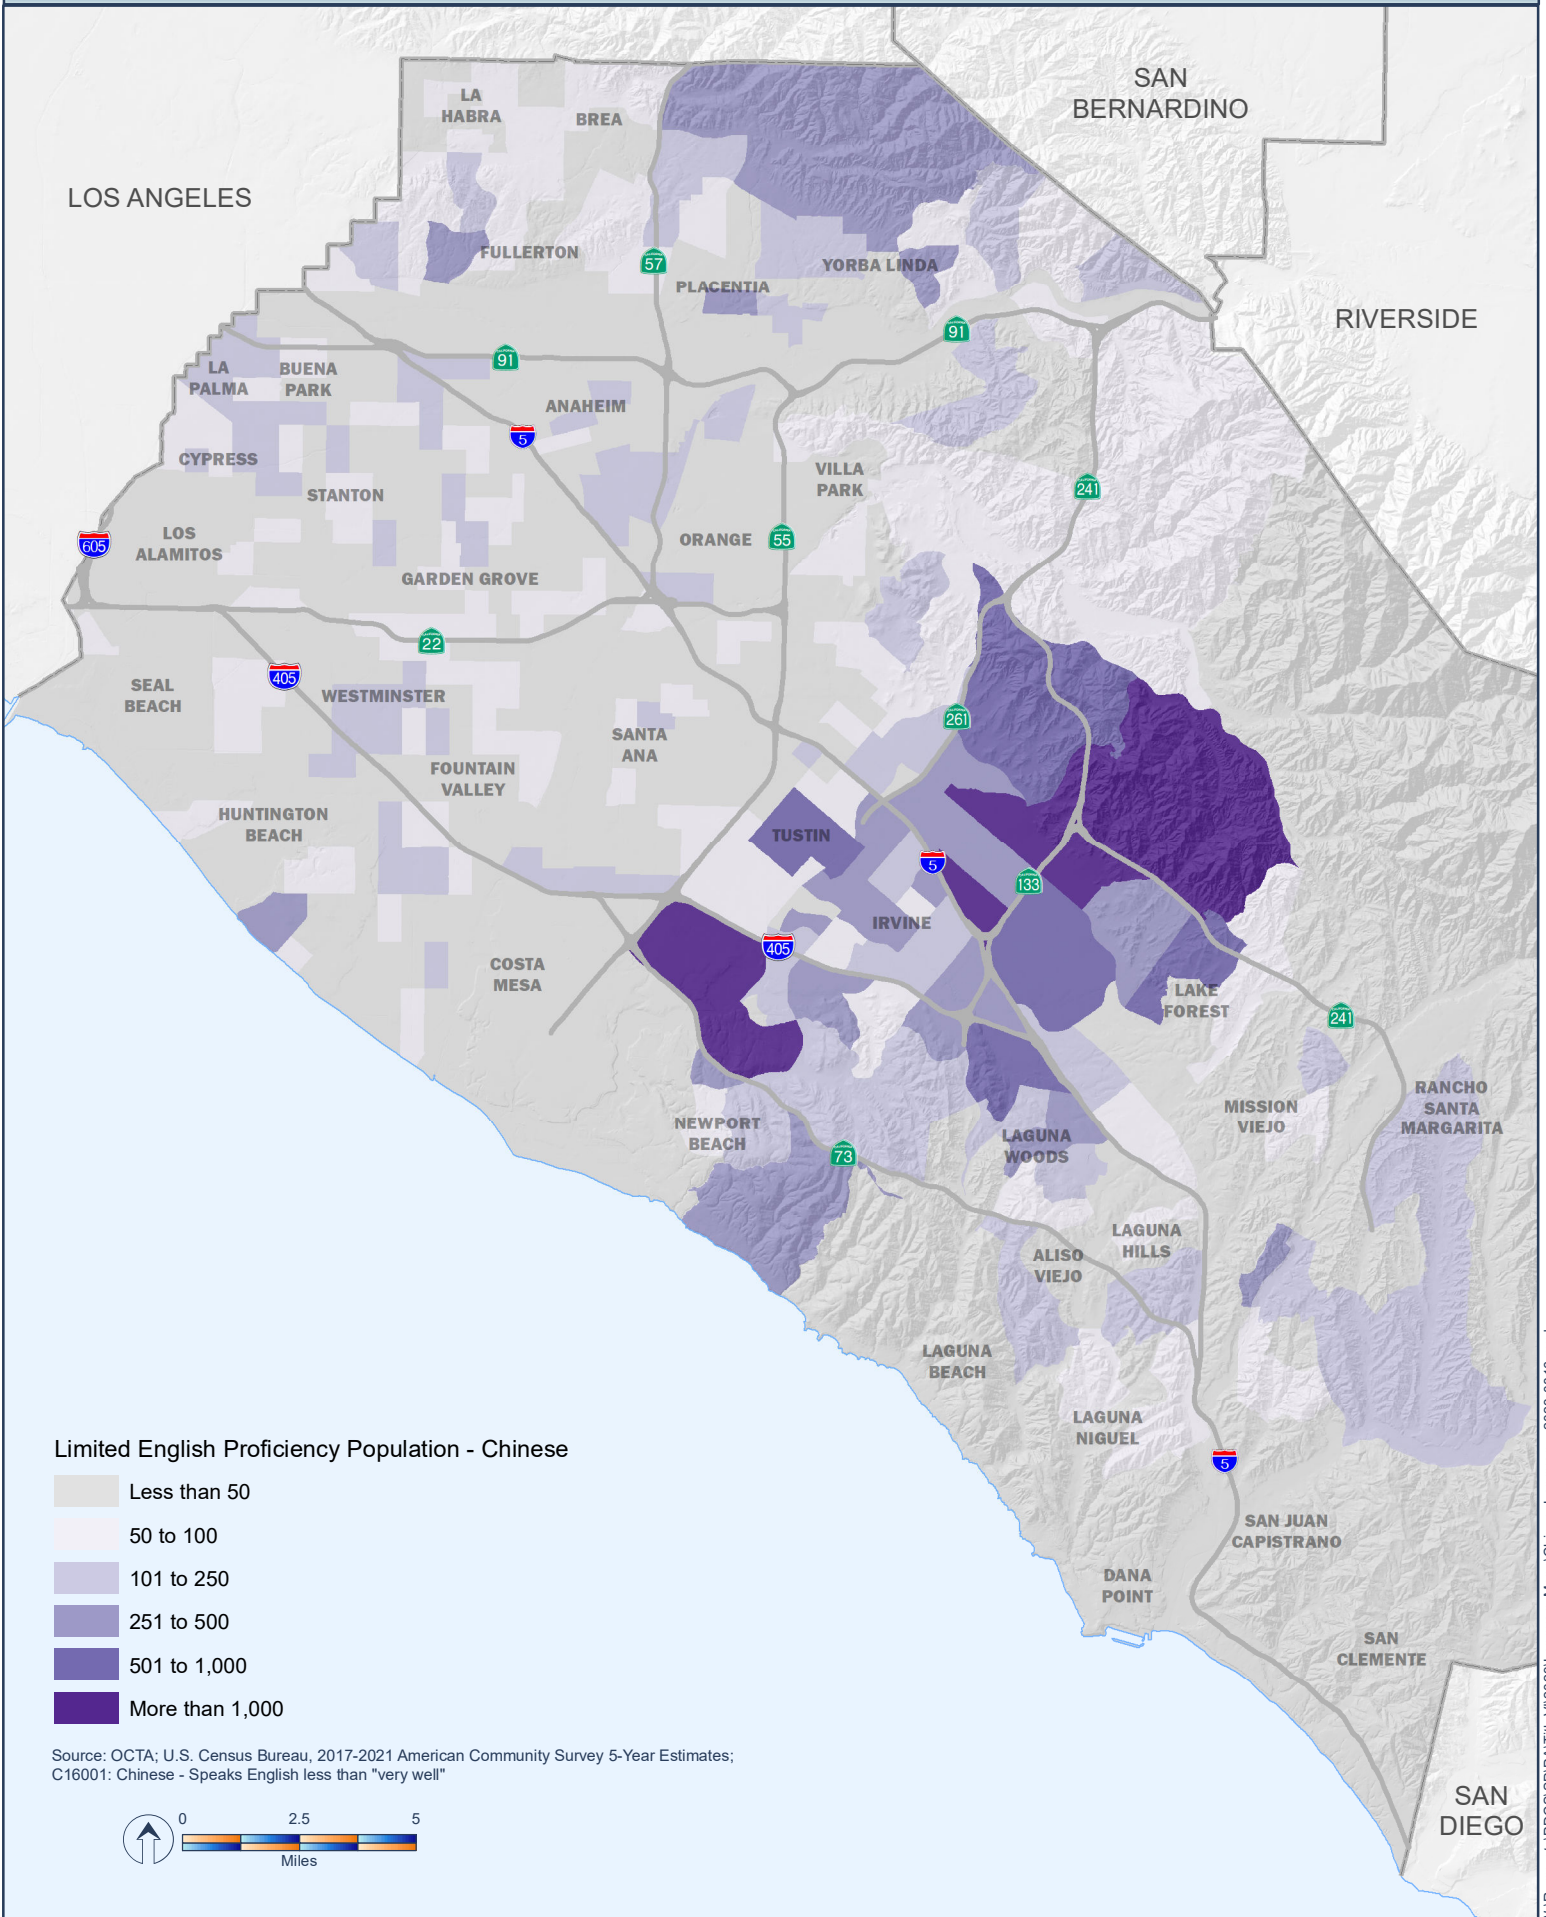 SAN
BERNARDINO
LA
HABRA
BREA
LOS ANGELES
FULLERTON
57
YORBA LINDA
PLACENTIA
RIVERSIDE
91
91
LA
PALMA
BUENA
PARK
ANAHEIM
5
CYPRESS
VILLA
PARK
STANTON
241
LOS
ALAMITOS
605
ORANGE
55
GARDEN GROVE
22
405
SEAL
BEACH
WESTMINSTER
261
SANTA
ANA
FOUNTAIN
VALLEY
HUNTINGTON
BEACH
TUSTIN
5
133
IRVINE
405
COSTA
MESA
LAKE
FOREST
241
RANCHO
SANTA
MARGARITA
MISSION
VIEJO
NEWPORT
BEACH
LAGUNA
WOODS
73
LAGUNA
HILLS
ALISO
VIEJO
LAGUNA
BEACH
LAGUNA
NIGUEL
5
SAN JUAN
CAPISTRANO
DANA
POINT
SAN
CLEMENTE
SAN
DIEGO
Limited English Proficiency Population - Chinese
Less than 50
50 to 100
101 to 250
251 to 500
501 to 1,000
More than 1,000
Source: OCTA; U.S. Census Bureau, 2017-2021 American Community Survey 5-Year Estimates;
C16001: Chinese - Speaks English less than "very well"
0 2.5 5
Miles